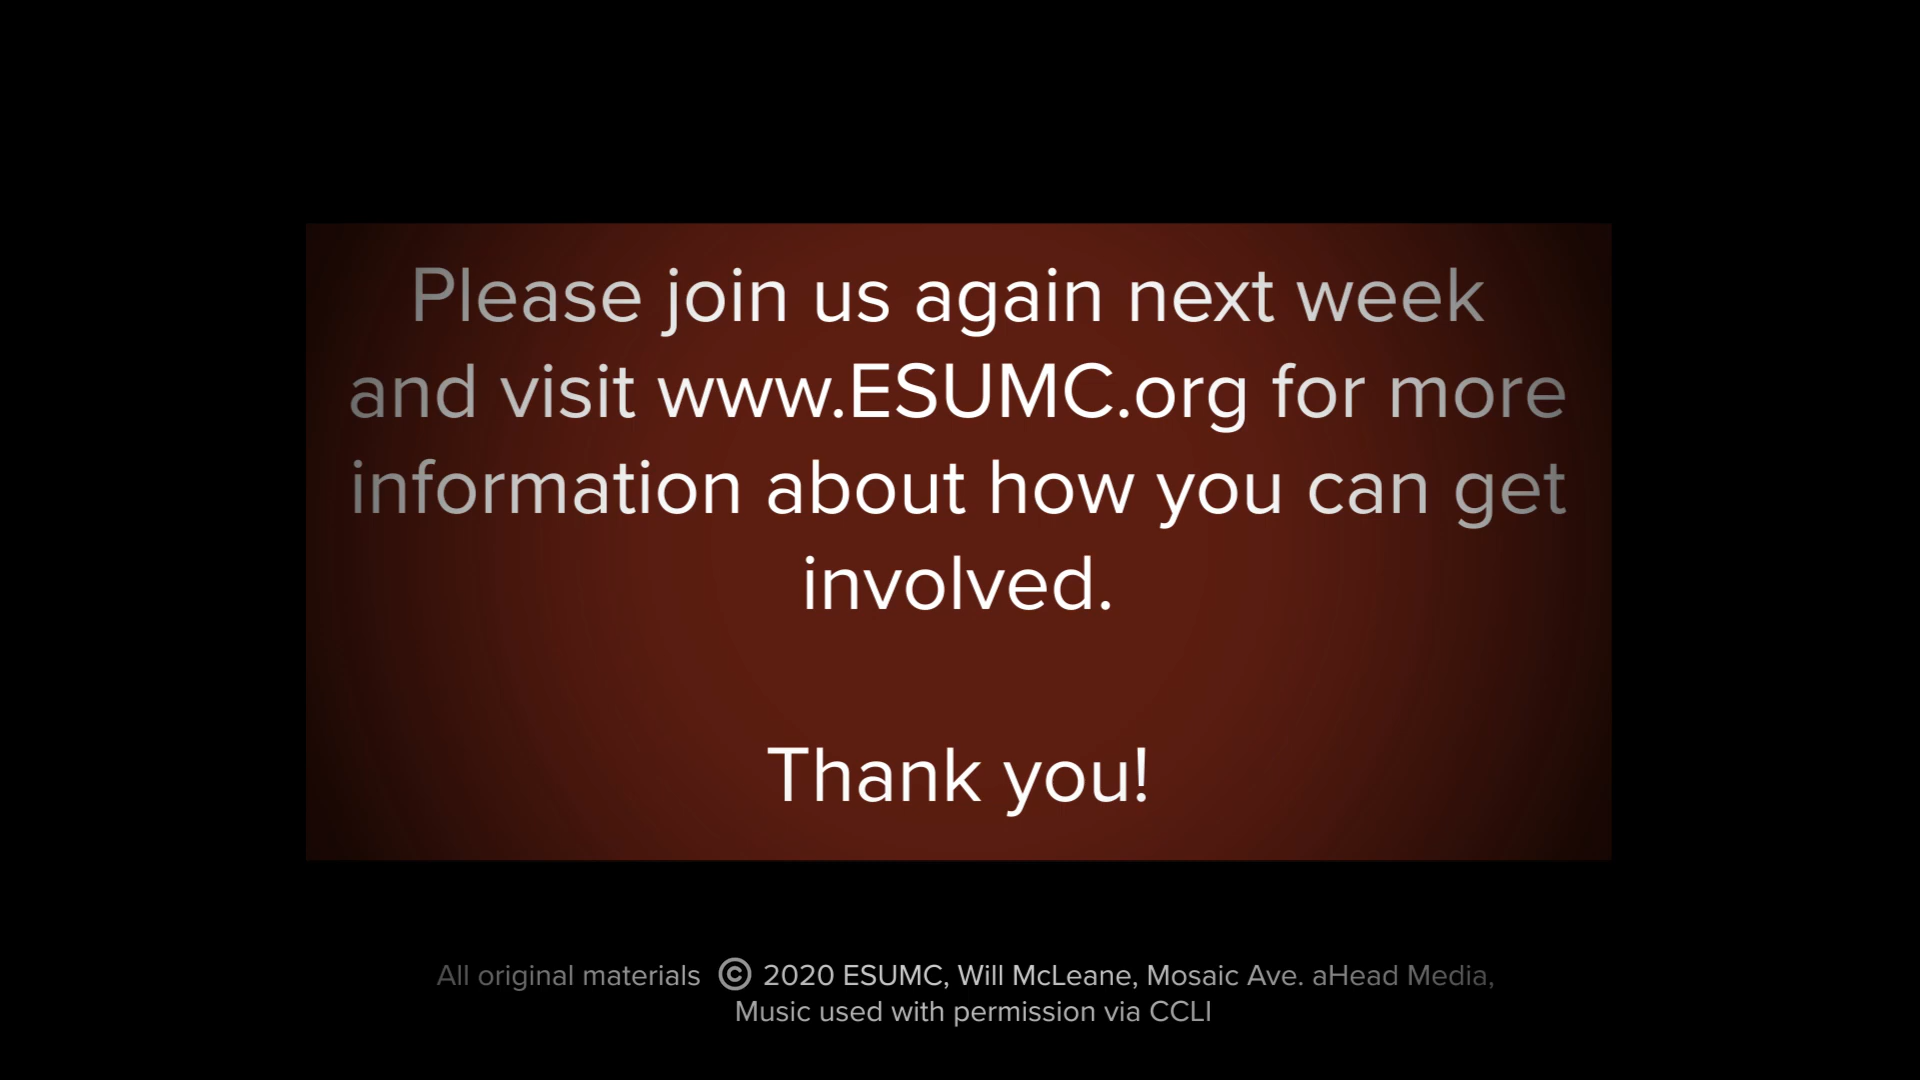 Please join us again next week
and visit www.ESUMC.org for more
information about how you can get
involved.
Thank you!
All original materials © 2020 ESUMC, Will McLeane, Mosaic Ave. aHead Media,
Music used with permission via CCLI